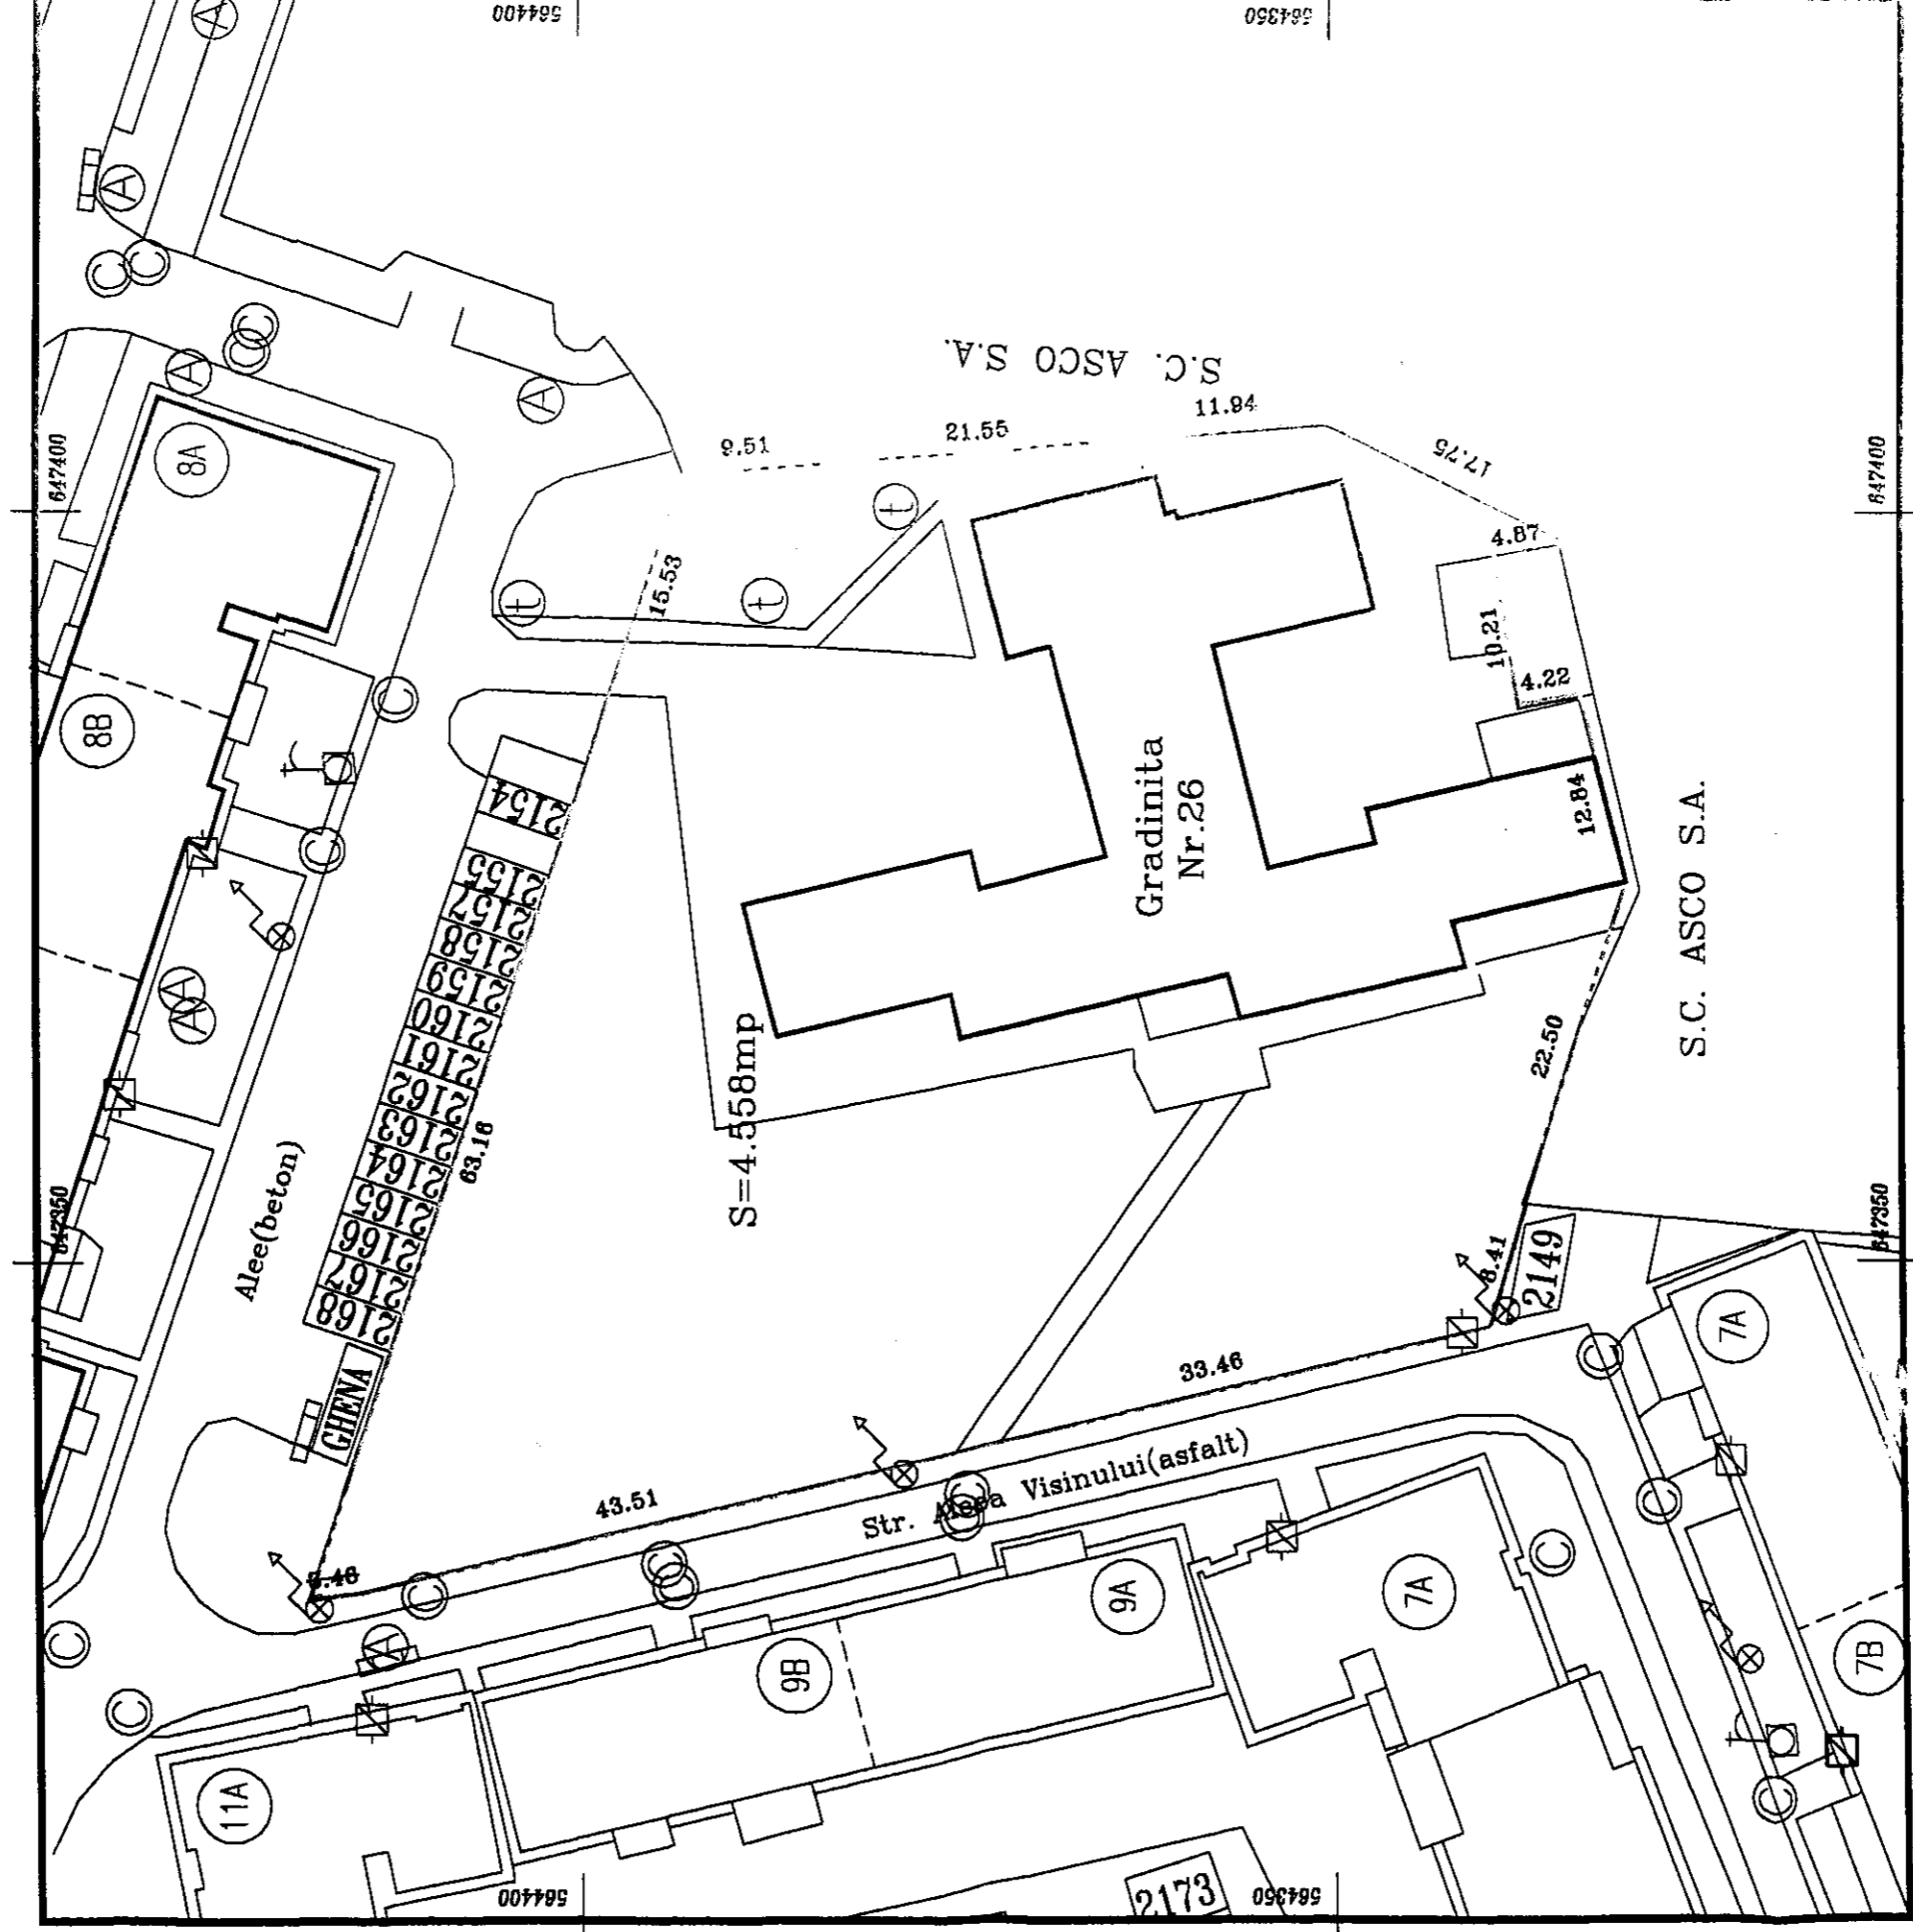 564400
564350
A
A
C
C
C
C
A
A
S.C. ASCO S.A.
647400
8A
9.51
21.55
11.94
17.75
647400
t
t
t
15.53
4.87
10.21
4.22
8B
C
C
2154
2155
2157
2158
2159
2160
2161
2162
2163
2164
2165
2166
2167
2168
GHENA
63.16
Gradinita
Nr.26
12.84
S.C. ASCO S.A.
A
A
S=4.558mp
22.50
Alee(beton)
647350
647350
8.41
2149
7A
33.46
43.51
Str. Aleea Visinului(asfalt)
C
C
C
C
C
C
C
C
C
C
C
A
9A
9B
7A
7B
11A
2173
564400
564350